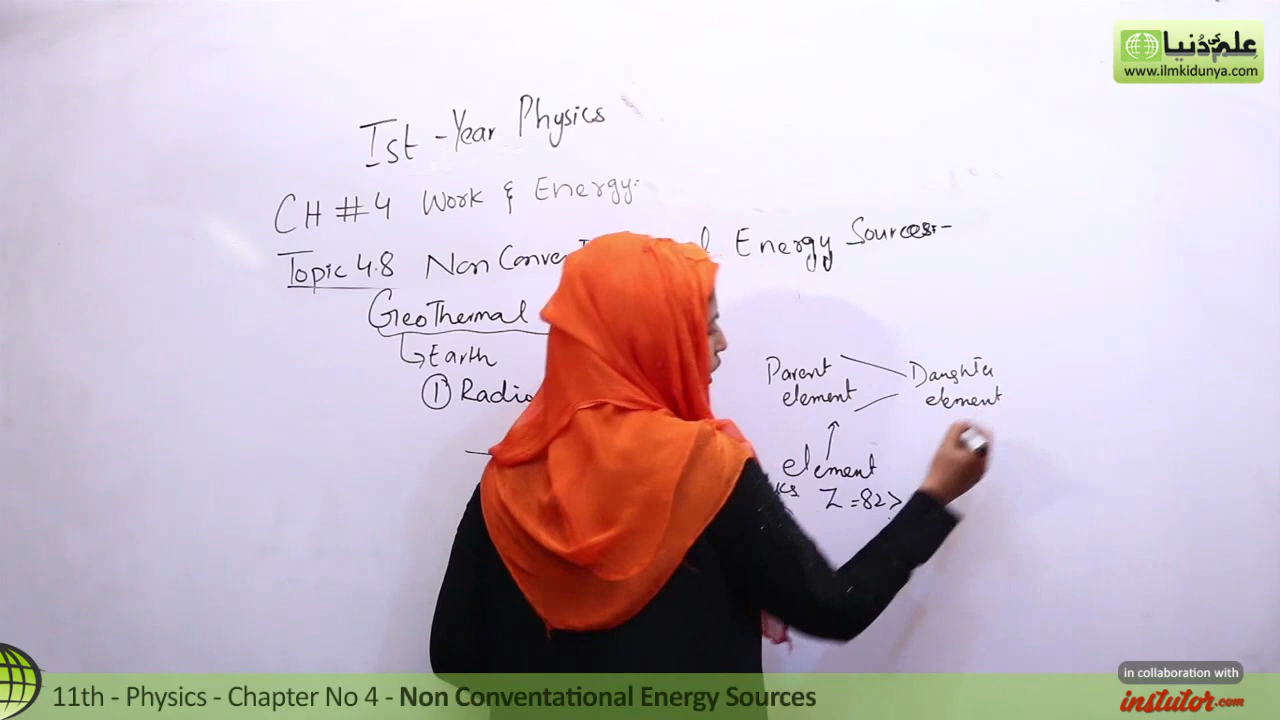 علم کی دنیا
www.ilmkidunya.com
Ist - Year Physics
CH # 4 Work & Energy:
Topic 4.8 Non Conven Energy Sources:-
GeoThermal
Earth
① Radio
Parent Daughter
element element
element
Z = 82 >
in collaboration with
11th - Physics - Chapter No 4 - Non Conventational Energy Sources
instutor.com